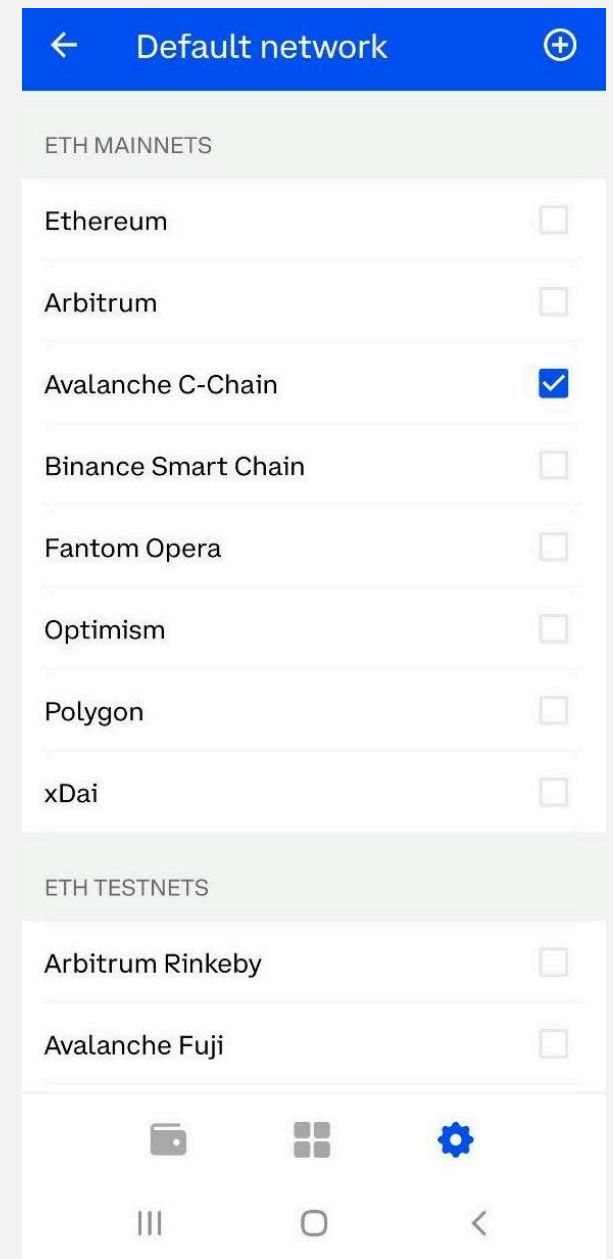 Default network
ETH MAINNETS
Ethereum
Arbitrum
Avalanche C-Chain
Binance Smart Chain
Fantom Opera
Optimism
Polygon
xDai
ETH TESTNETS
Arbitrum Rinkeby
Avalanche Fuji